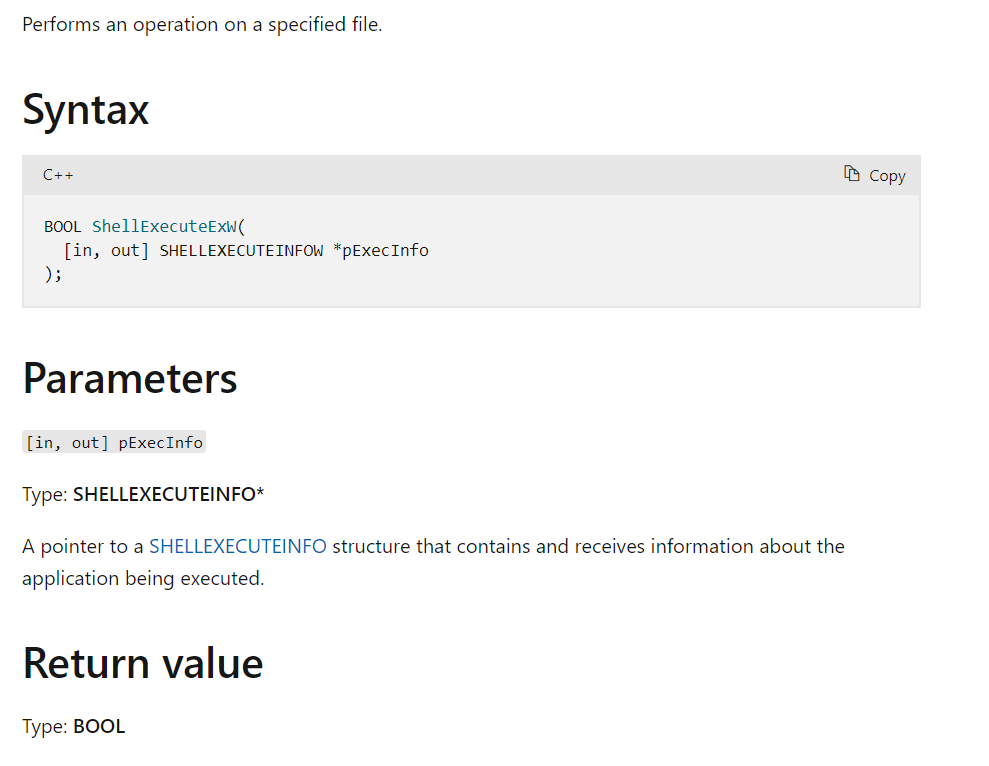 Performs an operation on a specified file.
Syntax
C++ Copy
BOOL ShellExecuteExW(
  [in, out] SHELLEXECUTEINFOW *pExecInfo
);
Parameters
[in, out] pExecInfo
Type: SHELLEXECUTEINFO*
A pointer to a SHELLEXECUTEINFO structure that contains and receives information about the
application being executed.
Return value
Type: BOOL